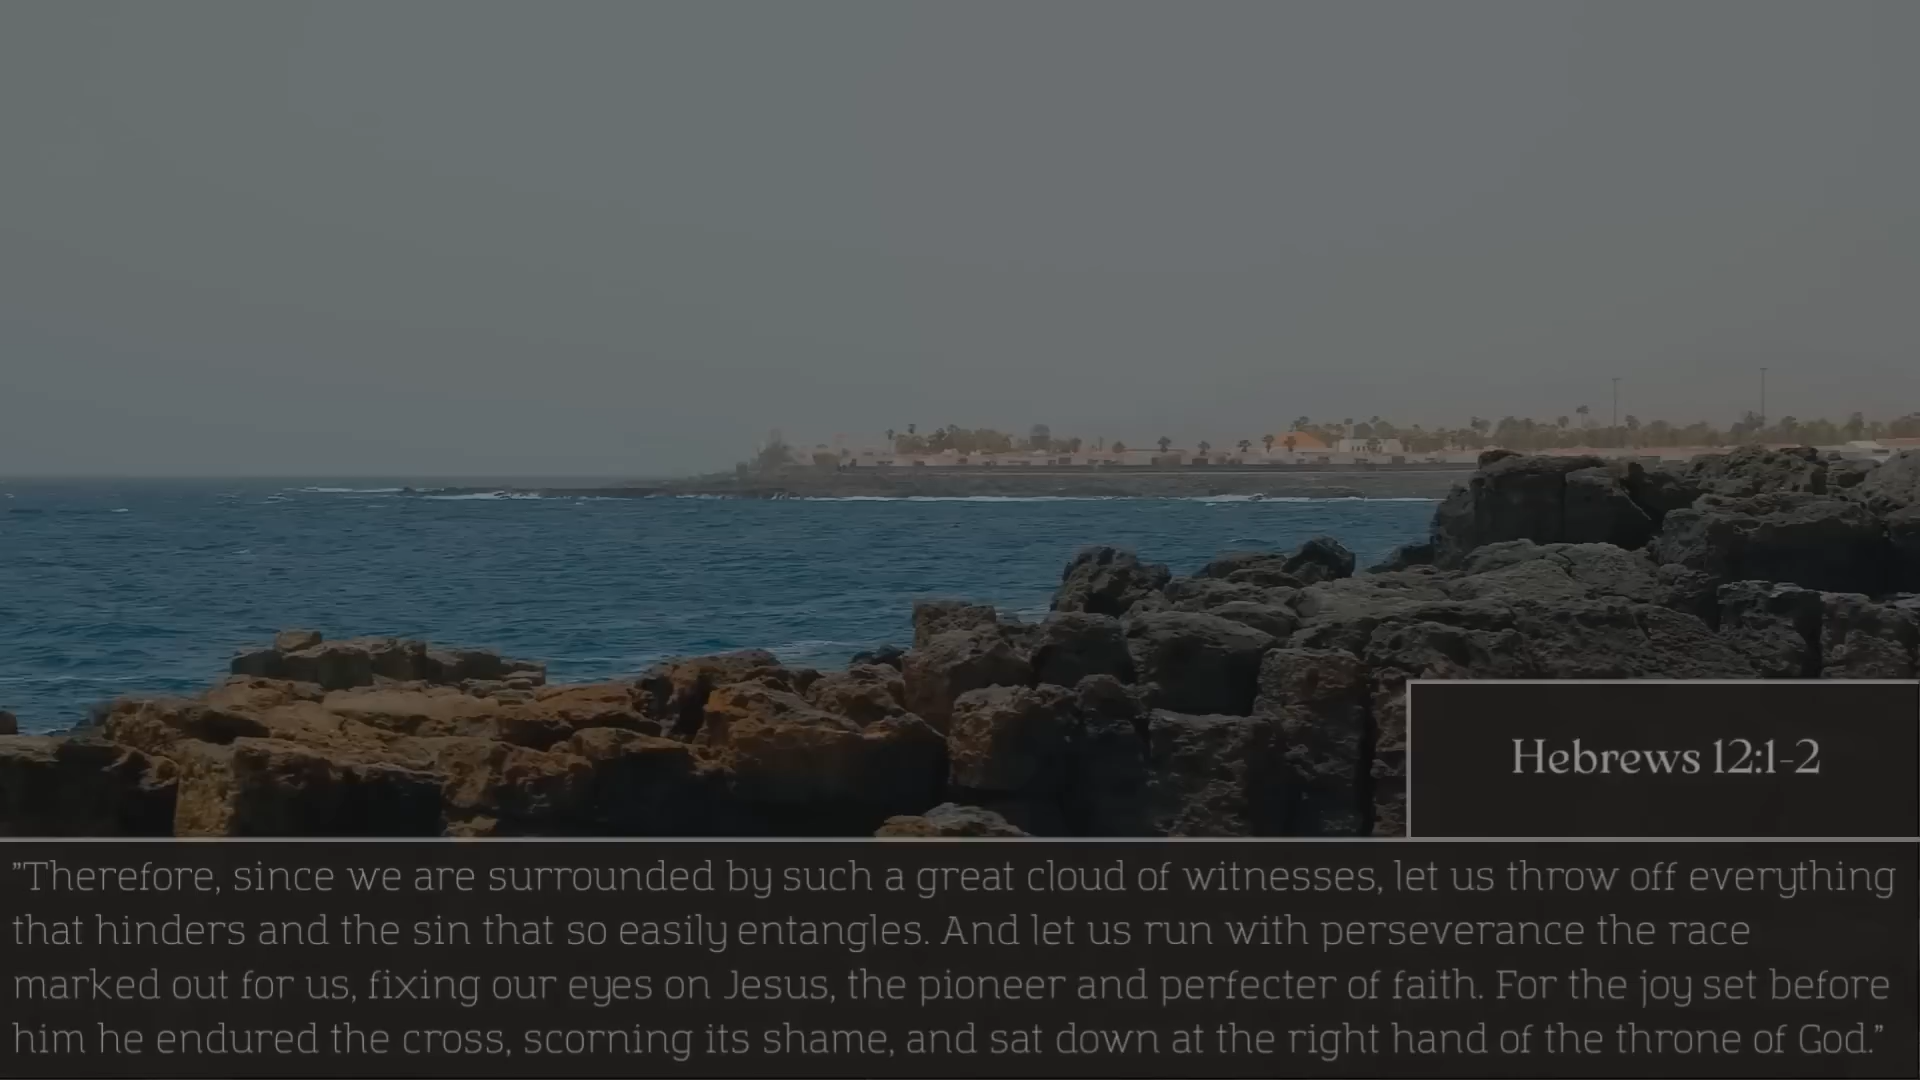 Hebrews 12:1-2
"Therefore, since we are surrounded by such a great cloud of witnesses, let us throw off everything
that hinders and the sin that so easily entangles. And let us run with perseverance the race
marked out for us, fixing our eyes on Jesus, the pioneer and perfecter of faith. For the joy set before
him he endured the cross, scorning its shame, and sat down at the right hand of the throne of God."